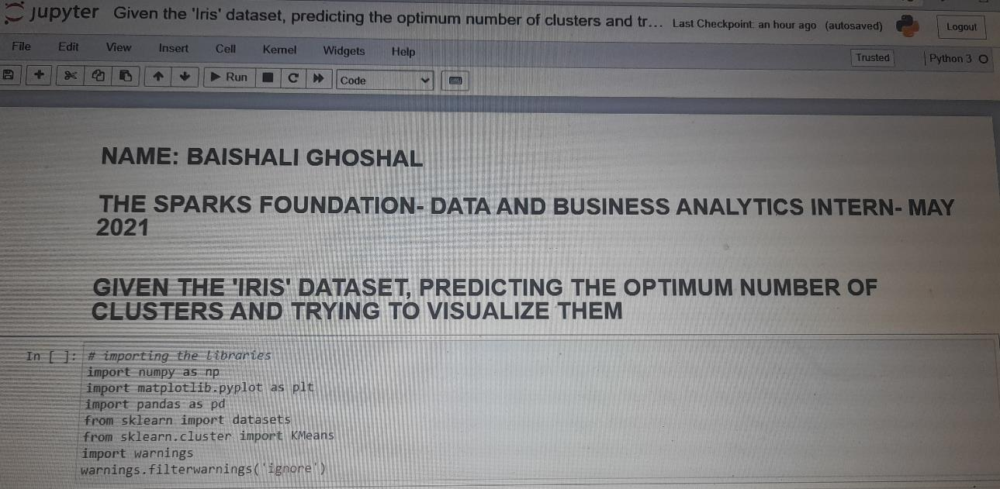 jupyter Given the 'Iris' dataset, predicting the optimum number of clusters and tr... Last Checkpoint: an hour ago (autosaved) Logout
File Edit View Insert Cell Kernel Widgets Help Trusted Python 3
Run Code
NAME: BAISHALI GHOSHAL
THE SPARKS FOUNDATION- DATA AND BUSINESS ANALYTICS INTERN- MAY
2021
GIVEN THE 'IRIS' DATASET, PREDICTING THE OPTIMUM NUMBER OF
CLUSTERS AND TRYING TO VISUALIZE THEM
In [ ]: # importing the libraries
import numpy as np
import matplotlib.pyplot as plt
import pandas as pd
from sklearn import datasets
from sklearn.cluster import KMeans
import warnings
warnings.filterwarnings('ignore')